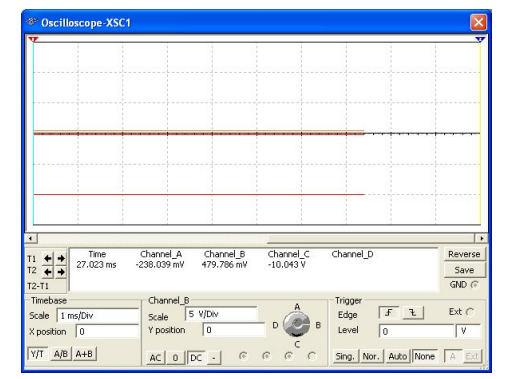 Oscilloscope-XSC1
Time Channel_A Channel_B Channel_C Channel_D
T1 27.023 ms -238.039 mV 479.786 mV -10.043 V
T2
T2-T1
Reverse
Save
GND
Timebase
Scale 1 ms/Div
X position 0
Y/T A/B A+B
Channel_B
Scale 5 V/Div
Y position 0
AC 0 DC -
A
B
C
D
Trigger
Edge Ext
Level 0 V
Sing. Nor. Auto None A Ext